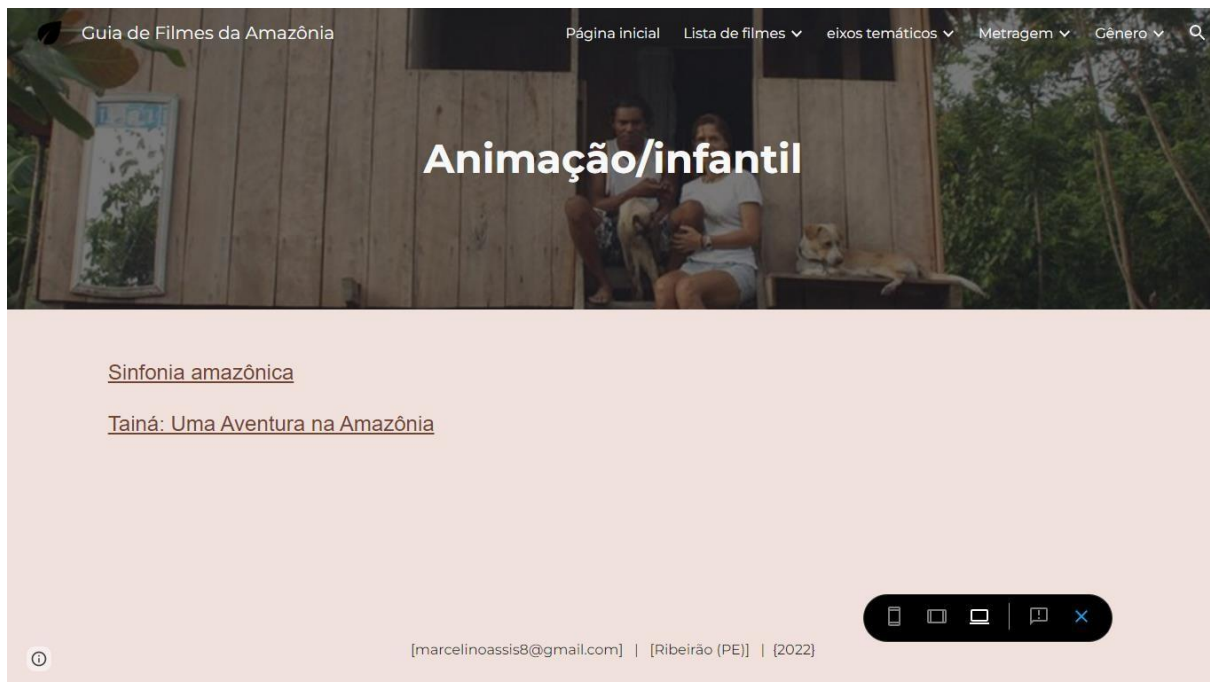 Guia de Filmes da Amazônia Página inicial Lista de filmes eixos temáticos Metragem Gênero
Animação/infantil
Sinfonia amazônica
Tainá: Uma Aventura na Amazônia
[marcelinoassis8@gmail.com] | [Ribeirão (PE)] | {2022}